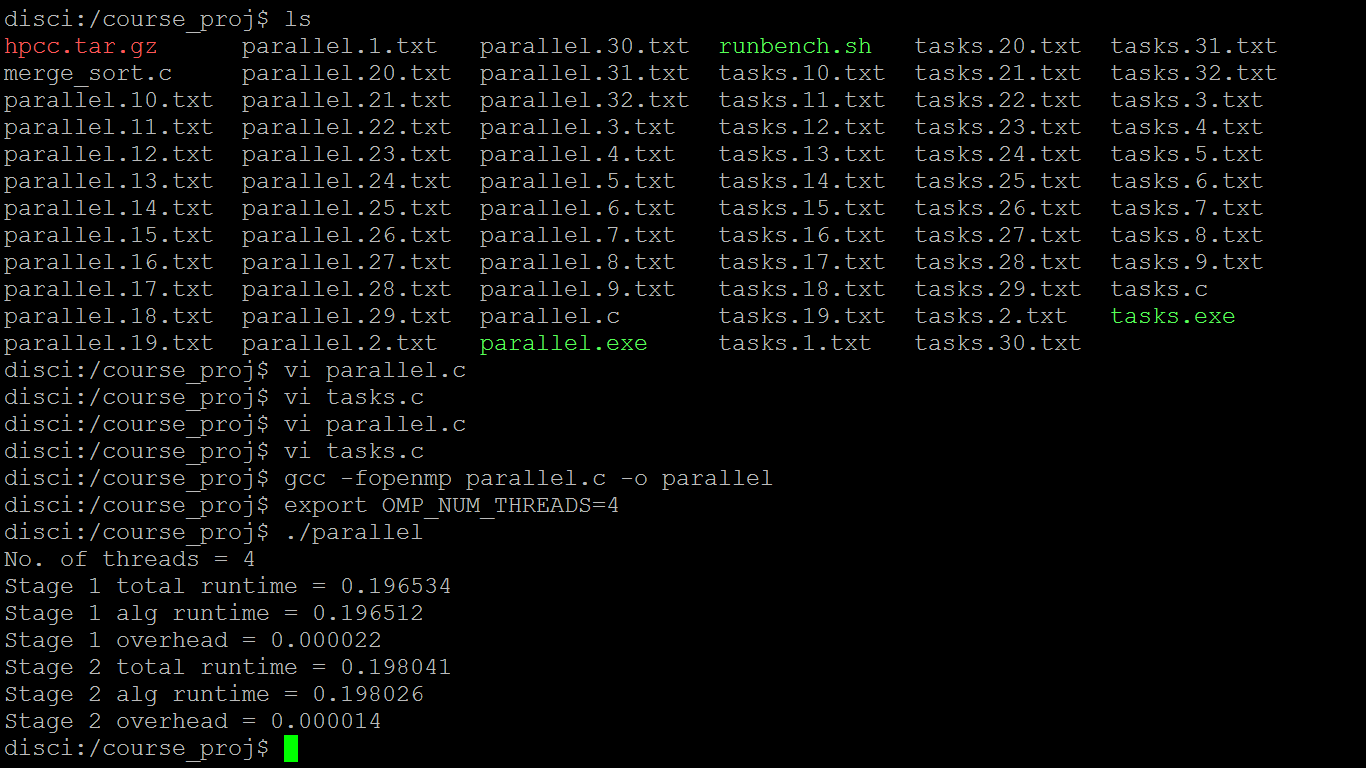 disci:/course_proj$ ls
hpcc.tar.gz      parallel.1.txt   parallel.30.txt  runbench.sh   tasks.20.txt  tasks.31.txt
merge_sort.c     parallel.20.txt  parallel.31.txt  tasks.10.txt  tasks.21.txt  tasks.32.txt
parallel.10.txt  parallel.21.txt  parallel.32.txt  tasks.11.txt  tasks.22.txt  tasks.3.txt
parallel.11.txt  parallel.22.txt  parallel.3.txt   tasks.12.txt  tasks.23.txt  tasks.4.txt
parallel.12.txt  parallel.23.txt  parallel.4.txt   tasks.13.txt  tasks.24.txt  tasks.5.txt
parallel.13.txt  parallel.24.txt  parallel.5.txt   tasks.14.txt  tasks.25.txt  tasks.6.txt
parallel.14.txt  parallel.25.txt  parallel.6.txt   tasks.15.txt  tasks.26.txt  tasks.7.txt
parallel.15.txt  parallel.26.txt  parallel.7.txt   tasks.16.txt  tasks.27.txt  tasks.8.txt
parallel.16.txt  parallel.27.txt  parallel.8.txt   tasks.17.txt  tasks.28.txt  tasks.9.txt
parallel.17.txt  parallel.28.txt  parallel.9.txt   tasks.18.txt  tasks.29.txt  tasks.c
parallel.18.txt  parallel.29.txt  parallel.c       tasks.19.txt  tasks.2.txt   tasks.exe
parallel.19.txt  parallel.2.txt   parallel.exe     tasks.1.txt   tasks.30.txt
disci:/course_proj$ vi parallel.c
disci:/course_proj$ vi tasks.c
disci:/course_proj$ vi parallel.c
disci:/course_proj$ vi tasks.c
disci:/course_proj$ gcc -fopenmp parallel.c -o parallel
disci:/course_proj$ export OMP_NUM_THREADS=4
disci:/course_proj$ ./parallel
No. of threads = 4
Stage 1 total runtime = 0.196534
Stage 1 alg runtime = 0.196512
Stage 1 overhead = 0.000022
Stage 2 total runtime = 0.198041
Stage 2 alg runtime = 0.198026
Stage 2 overhead = 0.000014
disci:/course_proj$